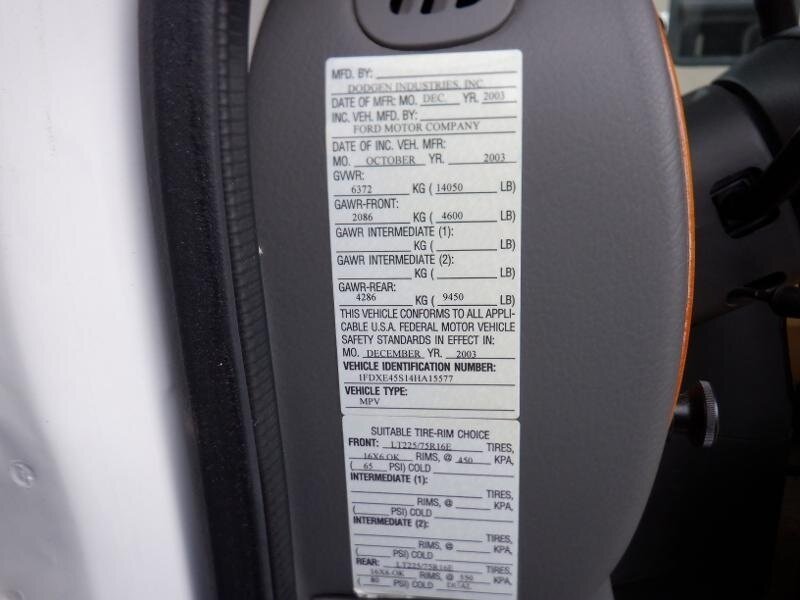 MFD. BY:
DODGEN INDUSTRIES, INC
DATE OF MFR: MO. DEC. YR. 2003
INC. VEH. MFD. BY:
FORD MOTOR COMPANY
DATE OF INC. VEH. MFR:
MO. OCTOBER YR. 2003
GVWR:
6372 KG ( 14050 LB)
GAWR-FRONT:
2086 KG ( 4600 LB)
GAWR INTERMEDIATE (1):
KG ( LB)
GAWR INTERMEDIATE (2):
KG ( LB)
GAWR-REAR:
4286 KG ( 9450 LB)
THIS VEHICLE CONFORMS TO ALL APPLI-
CABLE U.S.A. FEDERAL MOTOR VEHICLE
SAFETY STANDARDS IN EFFECT IN:
MO. DECEMBER YR. 2003
VEHICLE IDENTIFICATION NUMBER:
1FDXE45S14HA15577
VEHICLE TYPE:
MPV
SUITABLE TIRE-RIM CHOICE
FRONT: LT225/75R16E TIRES,
16X6 OK RIMS, @ 450 KPA,
( 65 PSI) COLD
INTERMEDIATE (1):
TIRES,
RIMS, @ KPA,
( PSI) COLD
INTERMEDIATE (2):
TIRES,
RIMS, @ KPA,
( PSI) COLD
REAR: LT225/75R16E TIRES,
16X6 OK RIMS, @ 550 KPA,
( 80 PSI) COLD DUAL